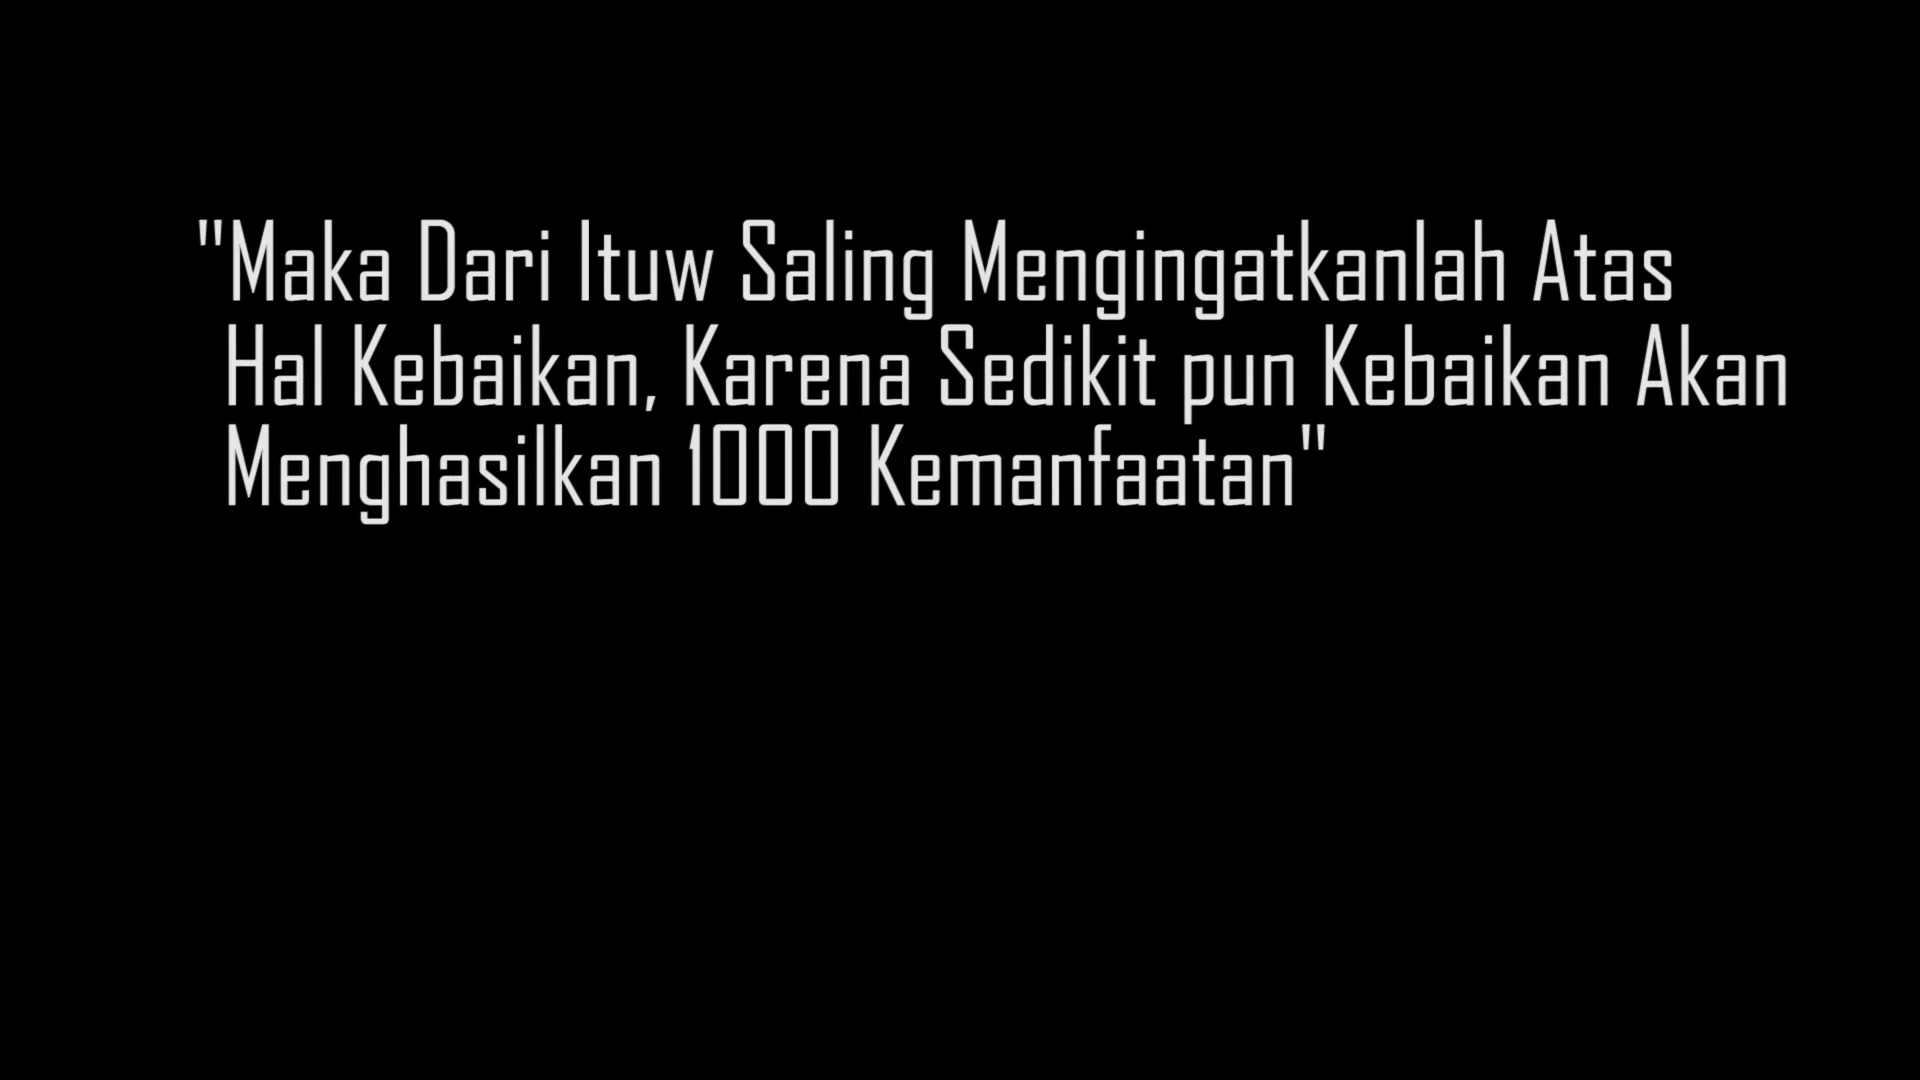 "Maka Dari Ituw Saling Mengingatkanlah Atas
Hal Kebaikan, Karena Sedikit pun Kebaikan Akan
Menghasilkan 1000 Kemanfaatan"